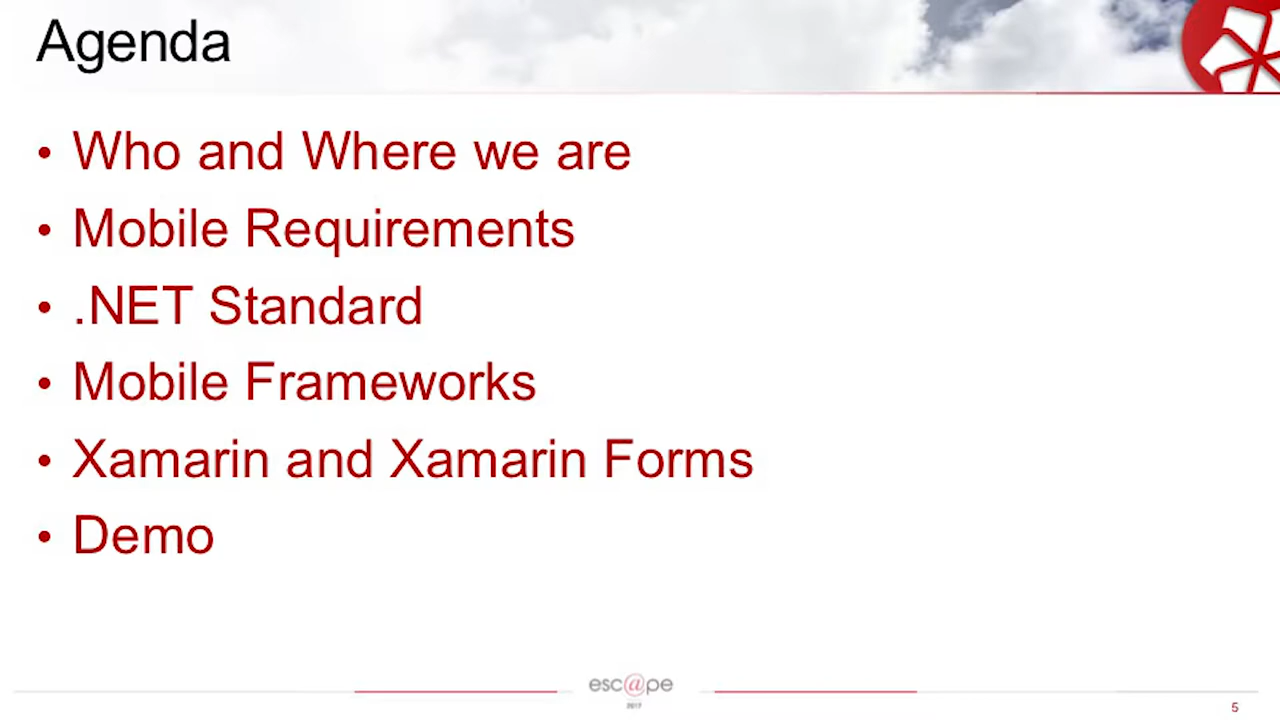 Agenda
• Who and Where we are
• Mobile Requirements
• .NET Standard
• Mobile Frameworks
• Xamarin and Xamarin Forms
• Demo
esc@pe
2017
5